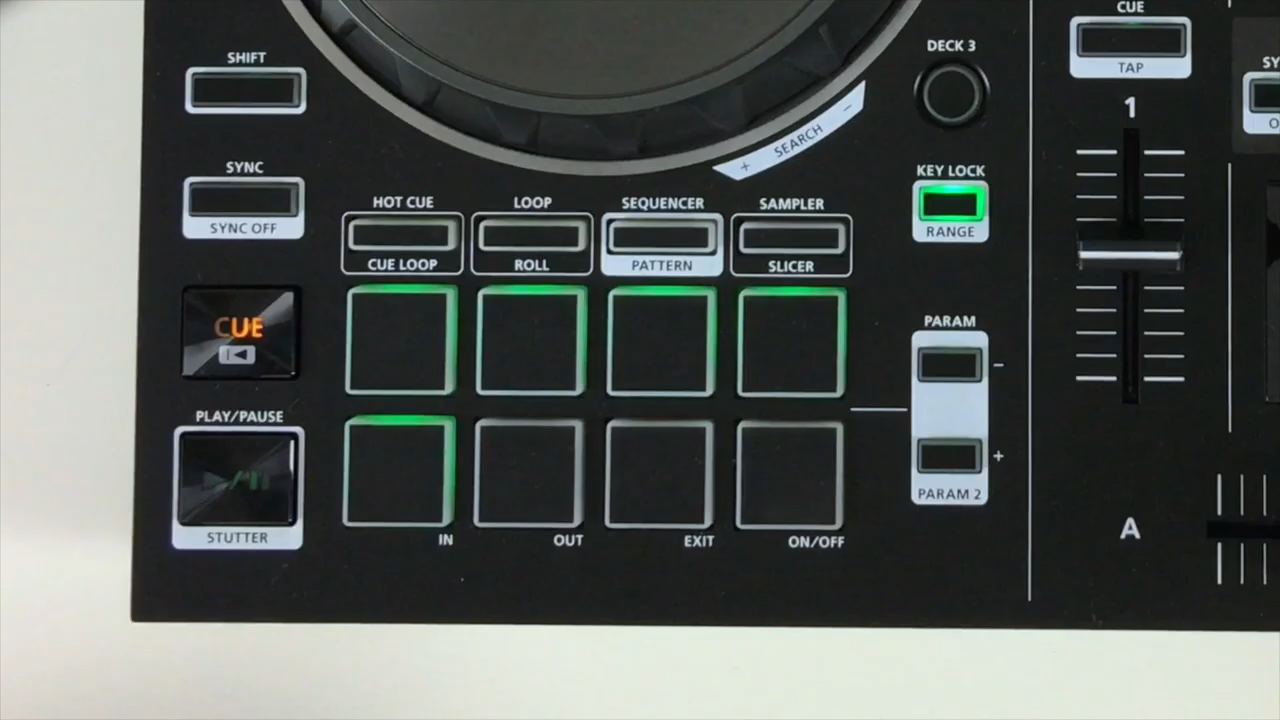 CUE
TAP
SHIFT
DECK 3
SY
O
1
+ SEARCH −
SYNC
SYNC OFF
KEY LOCK
RANGE
HOT CUE
LOOP
SEQUENCER
SAMPLER
CUE LOOP
ROLL
PATTERN
SLICER
CUE
PARAM
−
+
PARAM 2
PLAY/PAUSE
STUTTER
IN
OUT
EXIT
ON/OFF
A